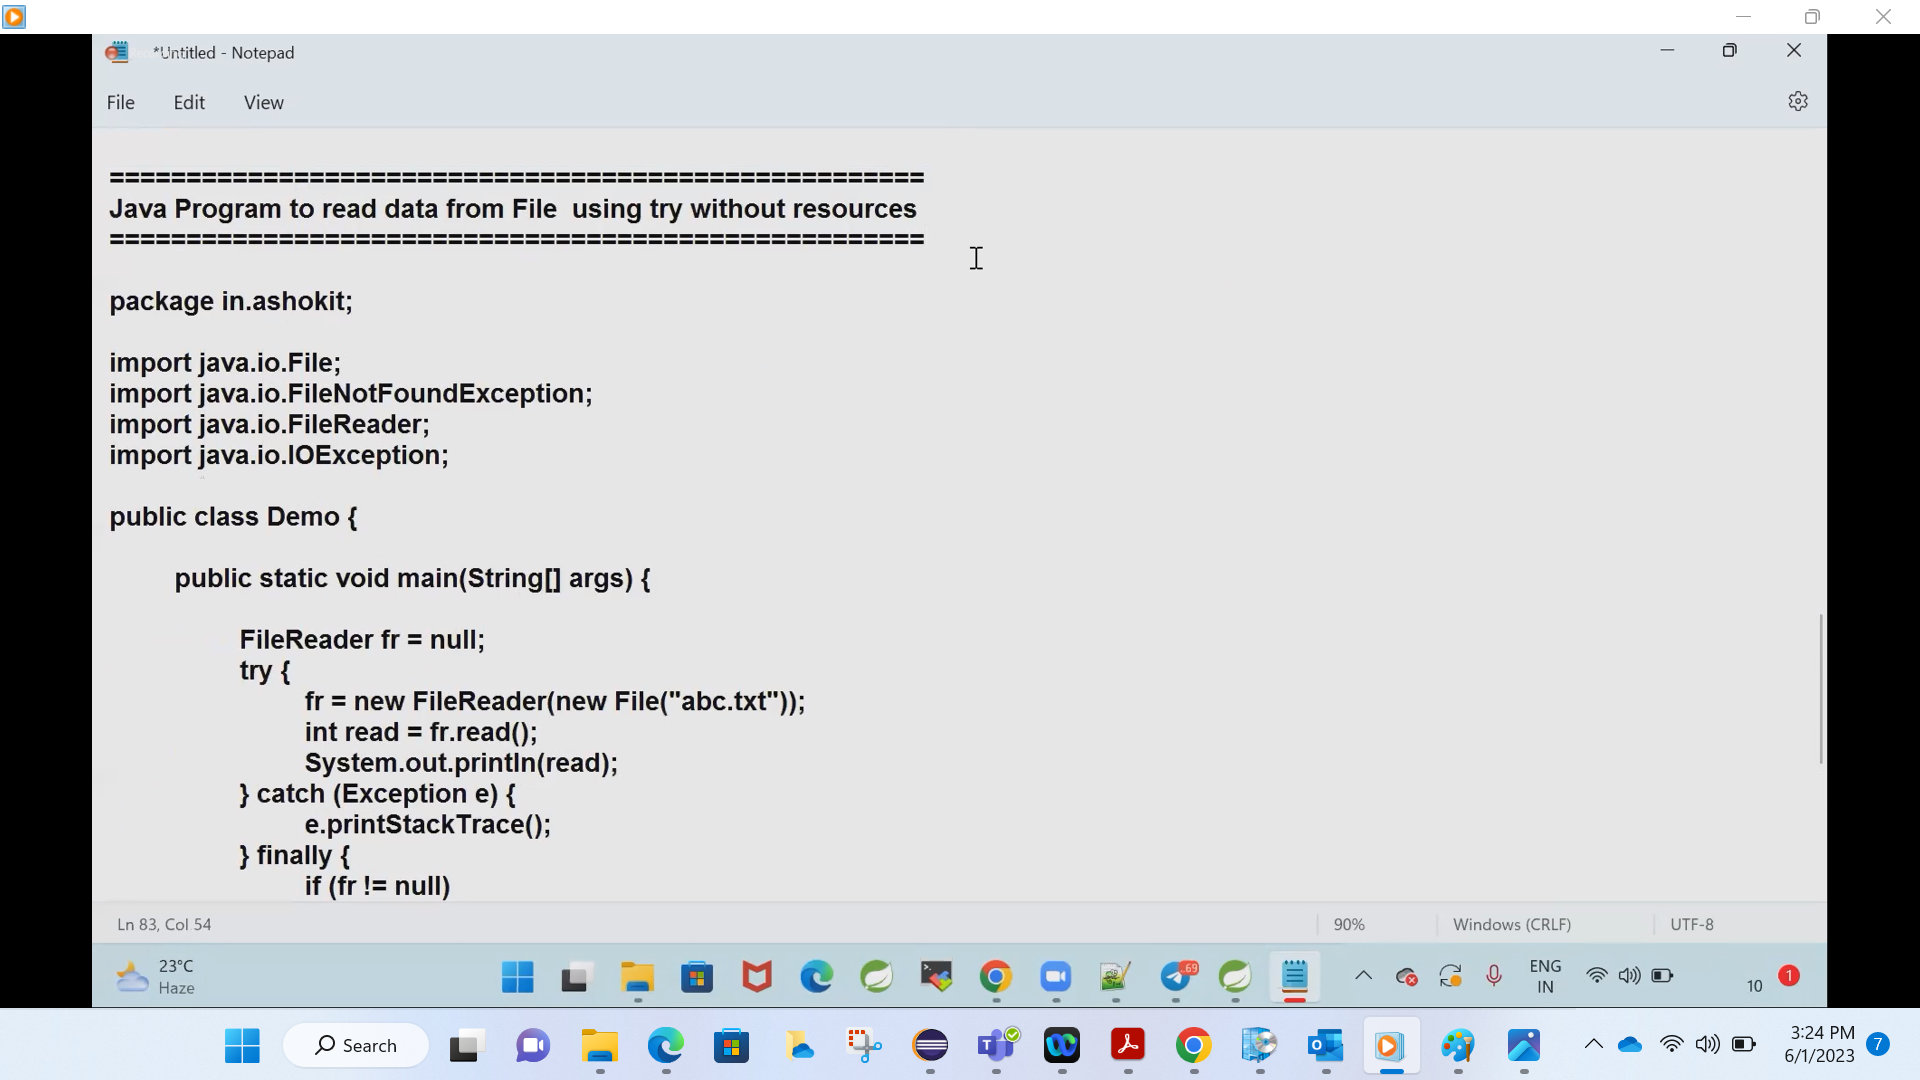 *Untitled - Notepad
File Edit View
=====================================================
Java Program to read data from File  using try without resources
=====================================================
package in.ashokit;
import java.io.File;
import java.io.FileNotFoundException;
import java.io.FileReader;
import java.io.IOException;
public class Demo {
public static void main(String[] args) {
FileReader fr = null;
try {
fr = new FileReader(new File("abc.txt"));
int read = fr.read();
System.out.println(read);
} catch (Exception e) {
e.printStackTrace();
} finally {
if (fr != null)
Ln 83, Col 54 90% Windows (CRLF) UTF-8
23°C
Haze
.69
ENG
IN
10 1
Search
3:24 PM
6/1/2023
7